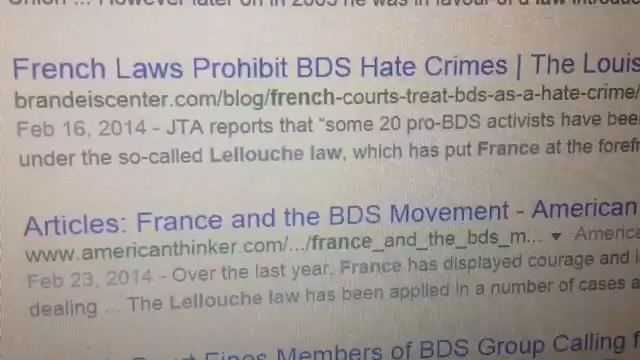 French Laws Prohibit BDS Hate Crimes | The Louis
brandeiscenter.com/blog/french-courts-treat-bds-as-a-hate-crime/
Feb 16, 2014 - JTA reports that "some 20 pro-BDS activists have bee
under the so-called Lellouche law, which has put France at the forefr
Articles: France and the BDS Movement - American
www.americanthinker.com/.../france_and_the_bds_m... ▼ America
Feb 23, 2014 - Over the last year, France has displayed courage and
dealing ... The Lellouche law has been applied in a number of cases a
Fines Members of BDS Group Calling f